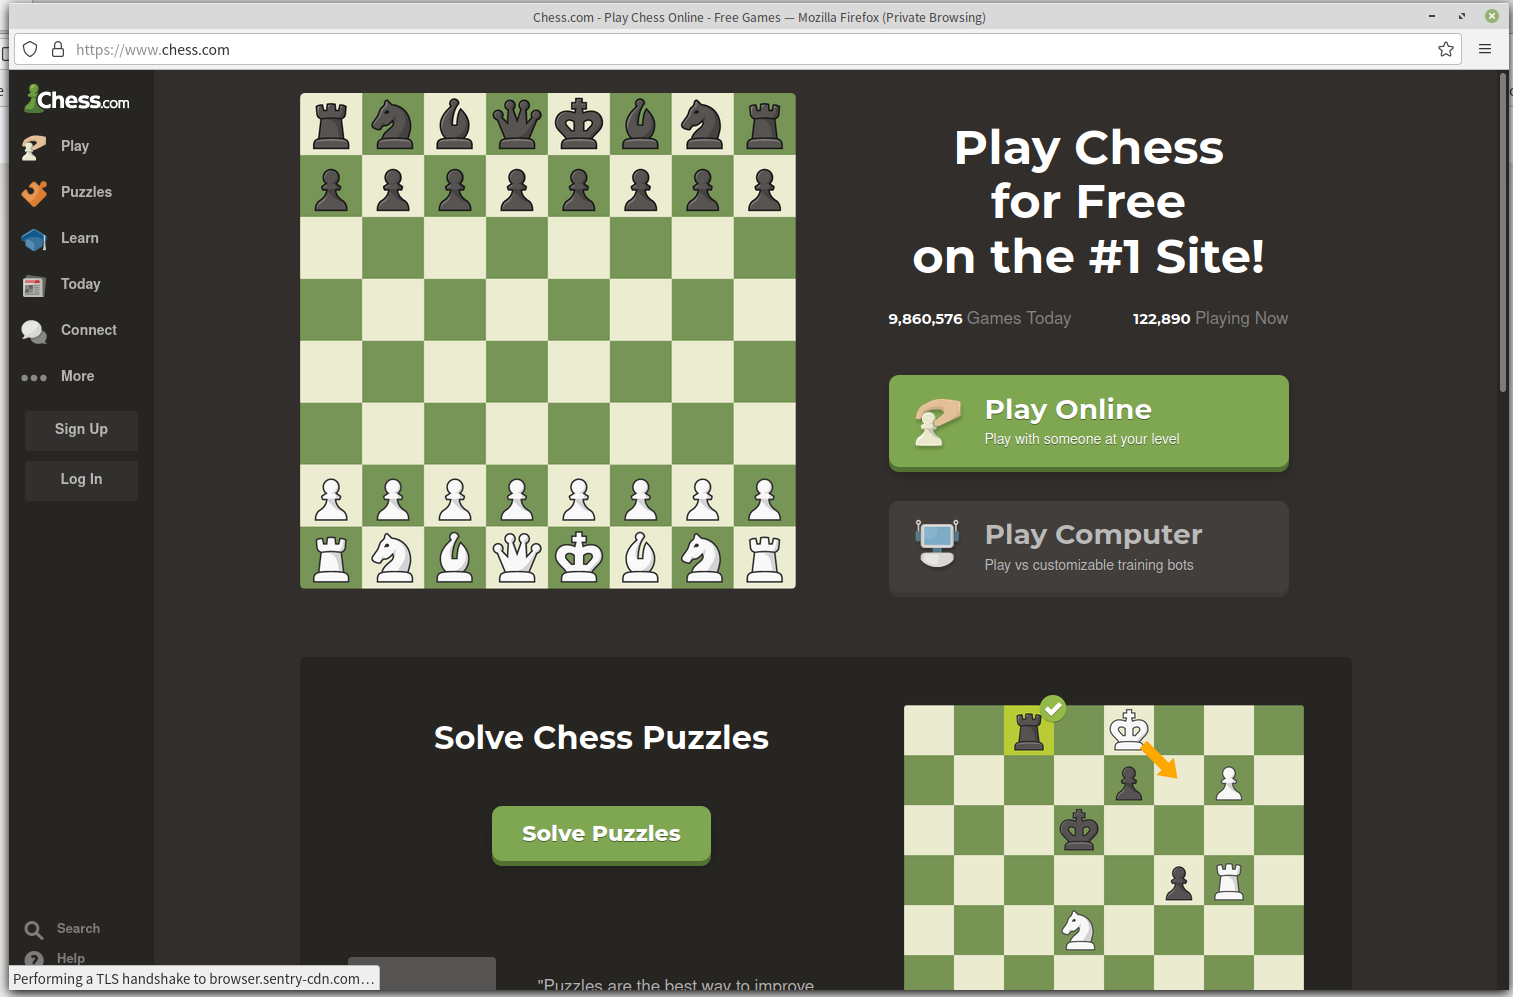 Chess.com - Play Chess Online - Free Games — Mozilla Firefox (Private Browsing)
https://www.chess.com
Chess.com
Play
Puzzles
Learn
Today
Connect
More
Sign Up
Log In
Search
Help
Play Chess
for Free
on the #1 Site!
9,860,576 Games Today
122,890 Playing Now
Play Online
Play with someone at your level
Play Computer
Play vs customizable training bots
Solve Chess Puzzles
Solve Puzzles
"Puzzles are the best way to improve
Performing a TLS handshake to browser.sentry-cdn.com…